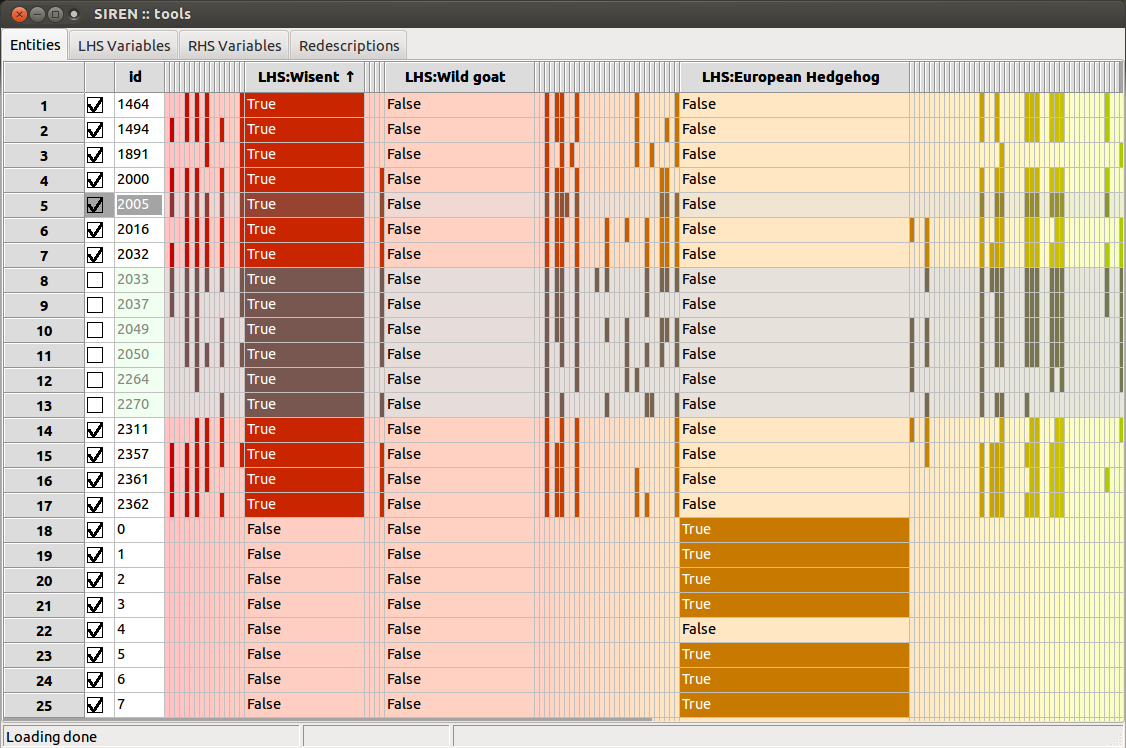 SIREN :: tools
Entities LHS Variables RHS Variables Redescriptions
id LHS:Wisent ↑ LHS:Wild goat LHS:European Hedgehog
1 1464 True False False
2 1494 True False False
3 1891 True False False
4 2000 True False False
5 2005 True False False
6 2016 True False False
7 2032 True False False
8 2033 True False False
9 2037 True False False
10 2049 True False False
11 2050 True False False
12 2264 True False False
13 2270 True False False
14 2311 True False False
15 2357 True False False
16 2361 True False False
17 2362 True False False
18 0 False False True
19 1 False False True
20 2 False False True
21 3 False False True
22 4 False False False
23 5 False False True
24 6 False False True
25 7 False False True
Loading done